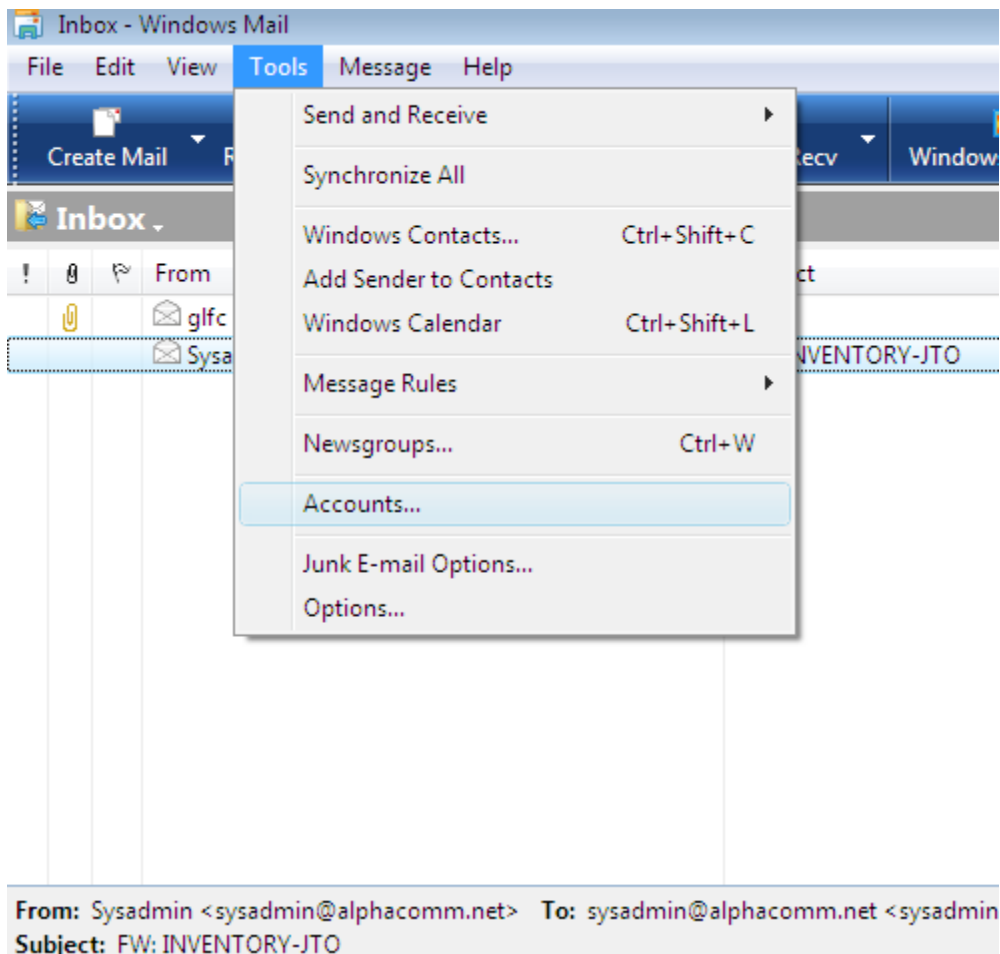 Inbox - Windows Mail
File Edit View Tools Message Help
Create Mail
Inbox
! From
glfc
INVENTORY-JTO
Send and Receive
Synchronize All
Windows Contacts... Ctrl+Shift+C
Add Sender to Contacts
Windows Calendar Ctrl+Shift+L
Message Rules
Newsgroups... Ctrl+W
Accounts...
Junk E-mail Options...
Options...
From: Sysadmin <sysadmin@alphacomm.net> To: sysadmin@alphacomm.net <sysadmin
Subject: FW: INVENTORY-JTO